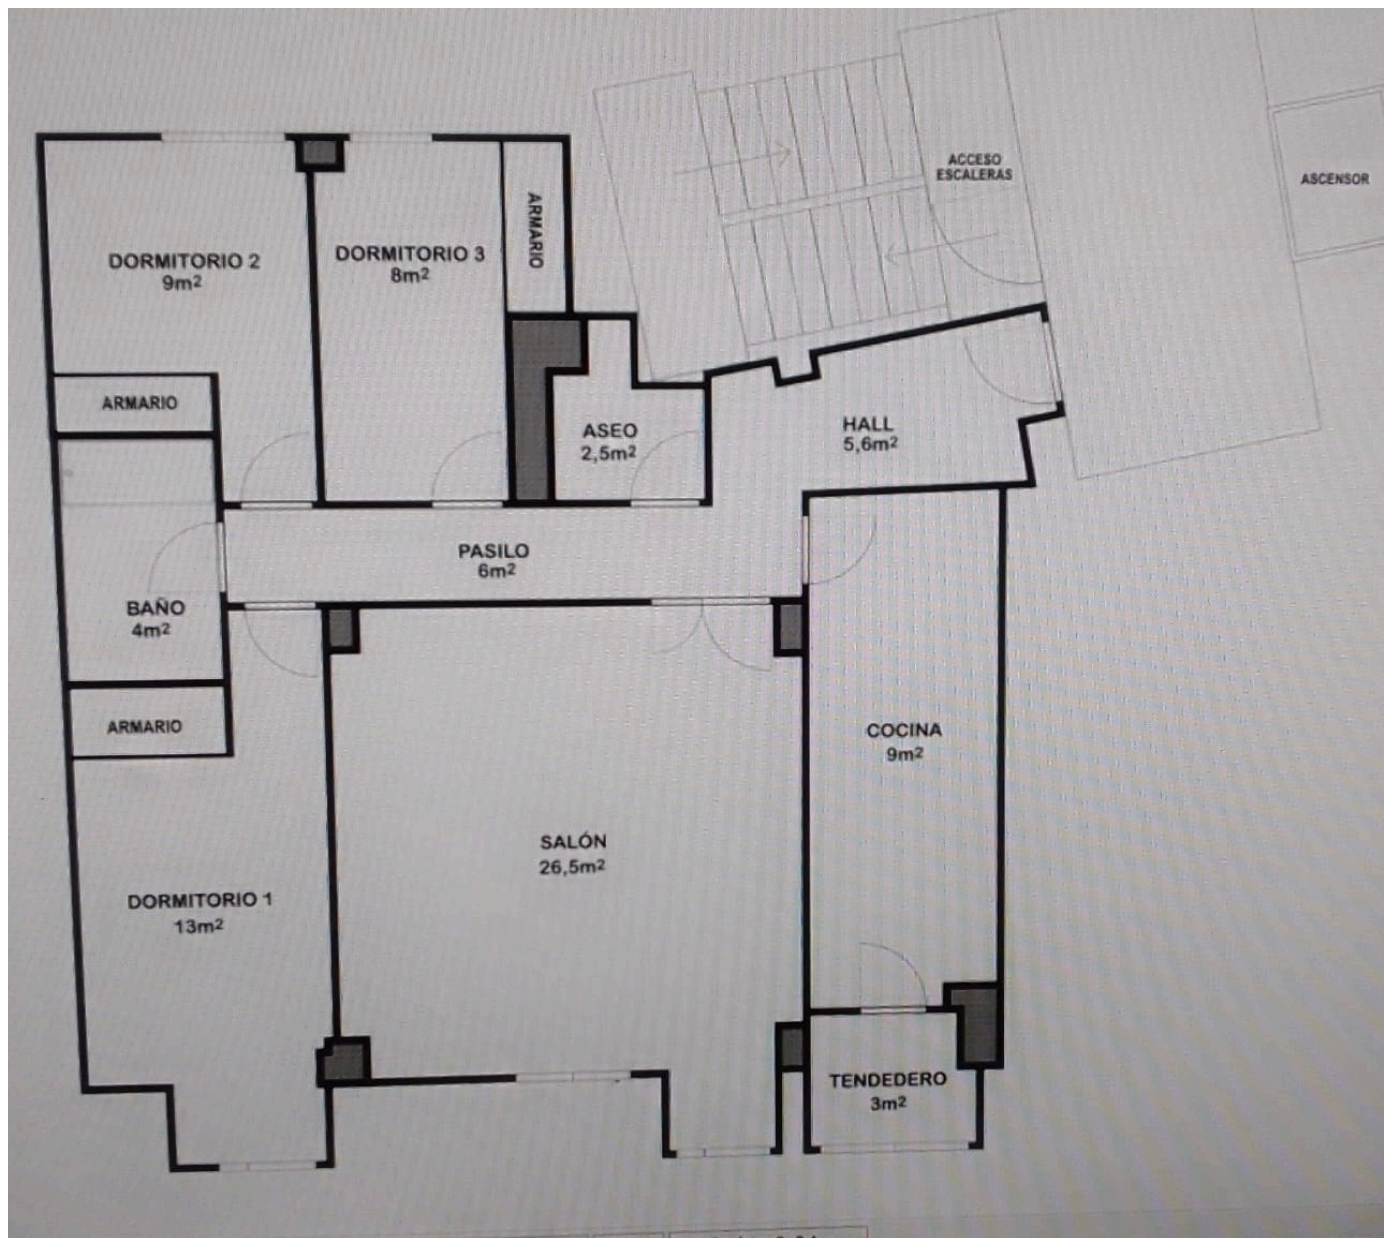 ACCESO
ESCALERAS
ASCENSOR
ARMARIO
DORMITORIO 2
9m²
DORMITORIO 3
8m²
ARMARIO
ASEO
2,5m²
HALL
5,6m²
PASILO
6m²
BAÑO
4m²
ARMARIO
COCINA
9m²
SALÓN
26,5m²
DORMITORIO 1
13m²
TENDEDERO
3m²